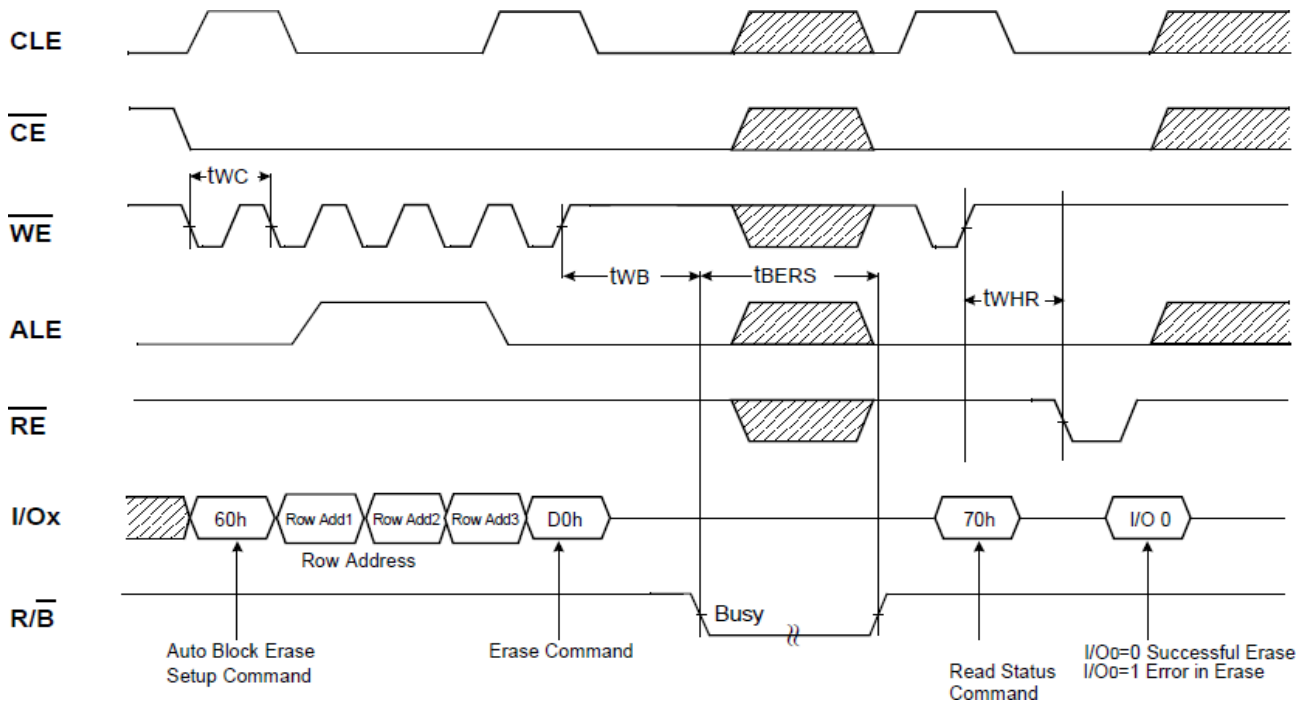 CLE
CE
tWC
WE
tWB
tBERS
tWHR
ALE
RE
I/Ox
60h
Row Add1
Row Add2
Row Add3
D0h
70h
I/O 0
Row Address
R/B
Busy
Auto Block Erase
Setup Command
Erase Command
Read Status
Command
I/O0=0 Successful Erase
I/O0=1 Error in Erase